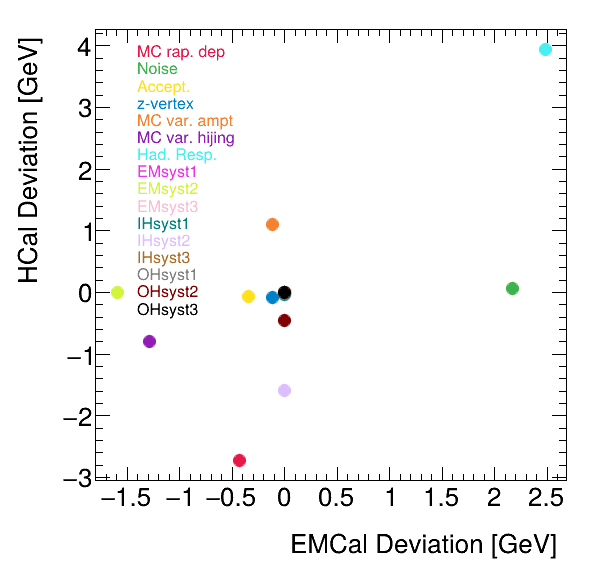 HCal Deviation [GeV]
4
3
2
1
0
−1
−2
−3
MC rap. dep
Noise
Accept.
z-vertex
MC var. ampt
MC var. hijing
Had. Resp.
EMsyst1
EMsyst2
EMsyst3
IHsyst1
IHsyst2
IHsyst3
OHsyst1
OHsyst2
OHsyst3
−1.5 −1 −0.5 0 0.5 1 1.5 2 2.5
EMCal Deviation [GeV]